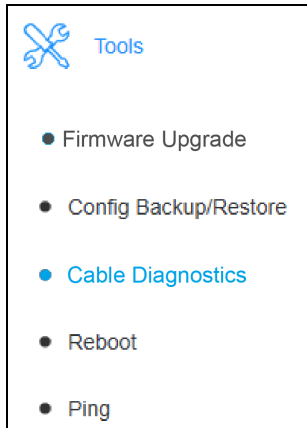 Tools
Firmware Upgrade
Config Backup/Restore
Cable Diagnostics
Reboot
Ping